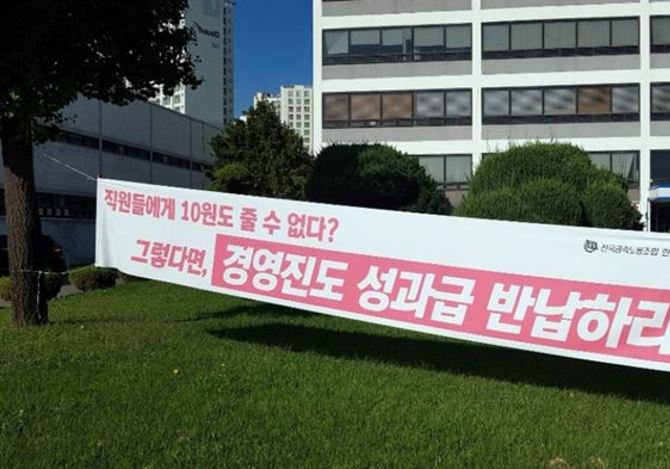 직원들에게 10원도 줄 수 없다?
그렇다면, 경영진도 성과급 반납하라
전국금속노동조합 한